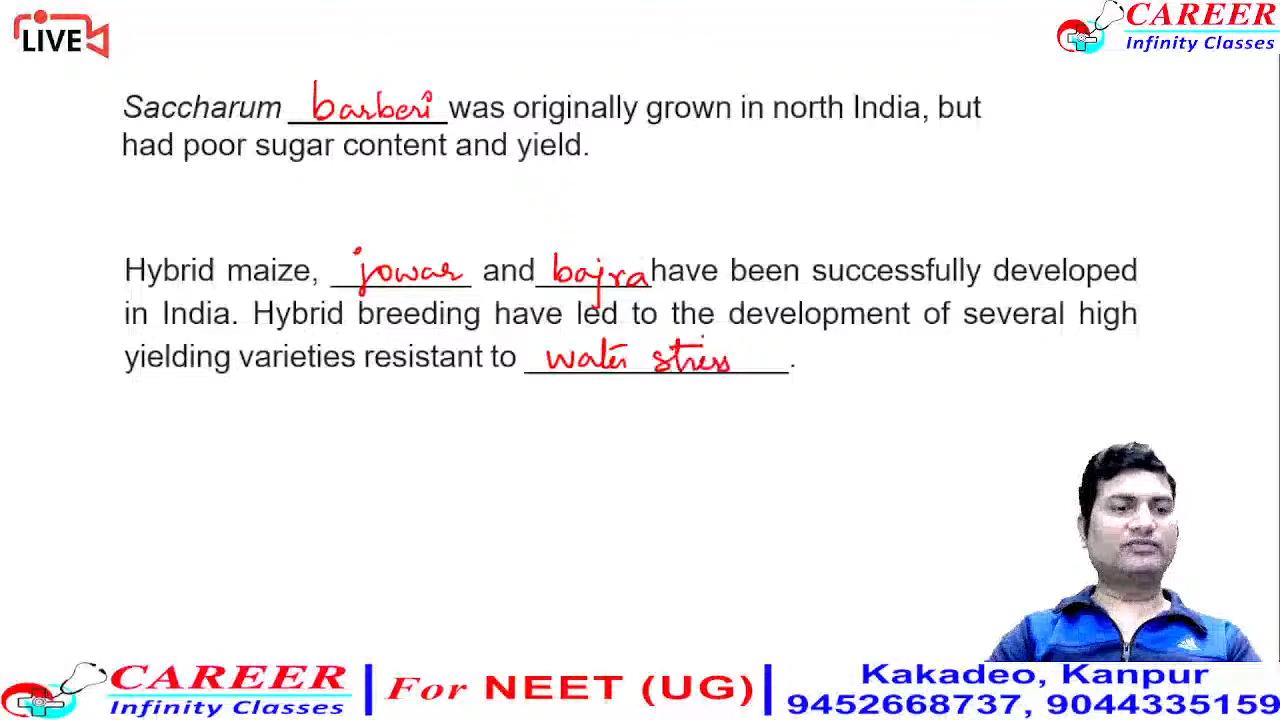 LIVE
CAREER
Infinity Classes
Saccharum barberi was originally grown in north India, but
had poor sugar content and yield.
Hybrid maize, jowar and bajra have been successfully developed
in India. Hybrid breeding have led to the development of several high
yielding varieties resistant to water stress.
CAREER
Infinity Classes
For NEET (UG)
Kakadeo, Kanpur
9452668737, 9044335159
adidas